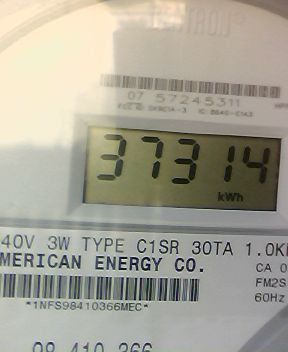 07 57245311
37314
kWh
40V 3W TYPE C1SR 30TA 1.0K
MERICAN ENERGY CO.
CA 0
FM2S
60Hz
*1NFS98410366MEC*
98 410 366